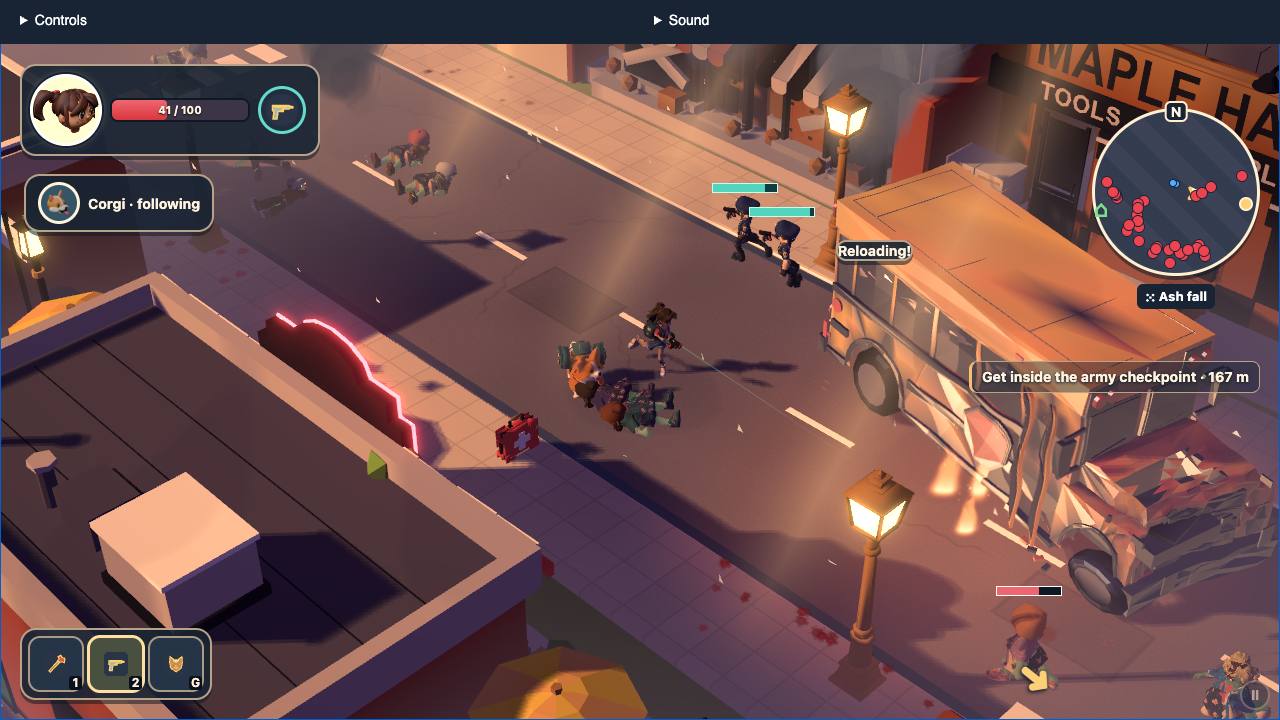 Controls
Sound
41 / 100
Corgi · following
MAPLE HA
TOOLS
N
Ash fall
Reloading!
Get inside the army checkpoint · 167 m
1
2
G